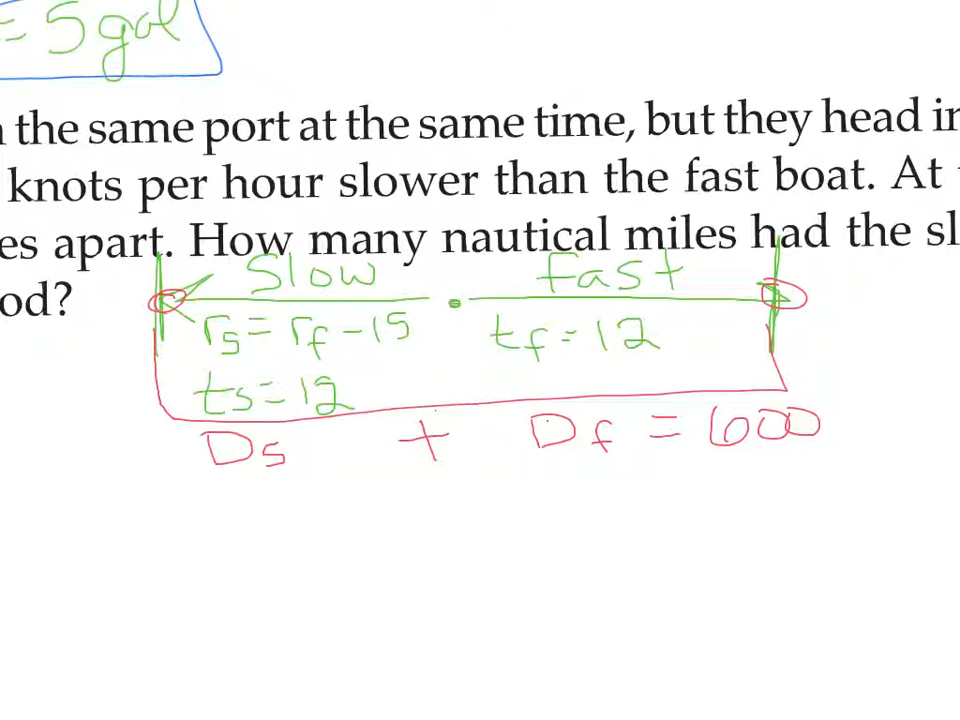 = 5 gal
the same port at the same time, but they head in
knots per hour slower than the fast boat. At
es apart. How many nautical miles had the sl
od?
Slow Fast
rs = rf - 15 tf = 12
ts = 12
Ds + Df = 600